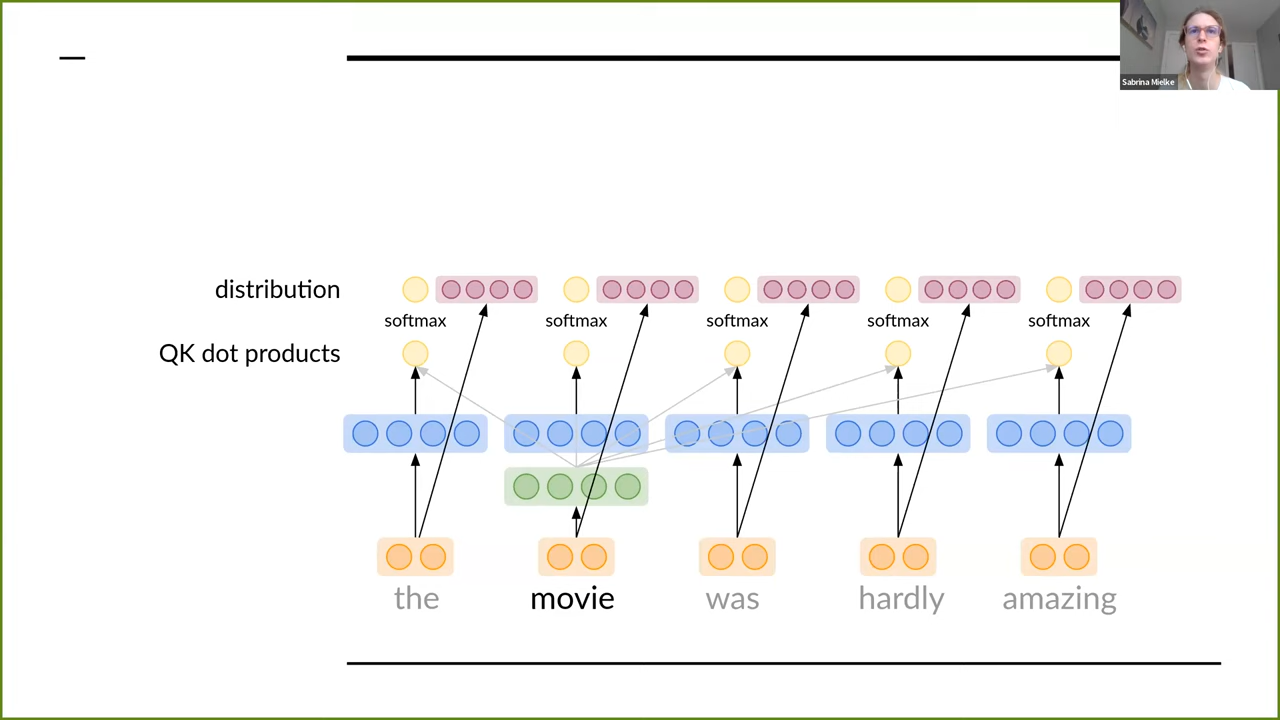 Sabrina Mielke
distribution
softmax softmax softmax softmax softmax
QK dot products
the movie was hardly amazing